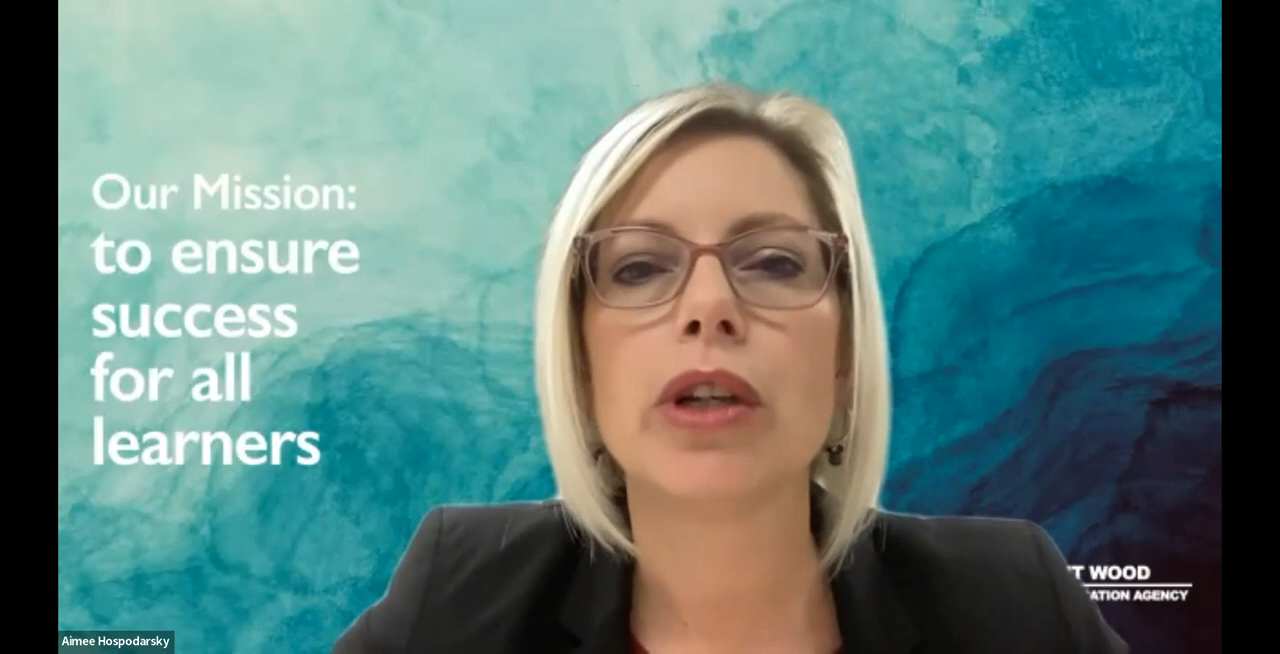 Our Mission:
to ensure
success
for all
learners
T WOOD
ATION AGENCY
Aimee Hospodarsky